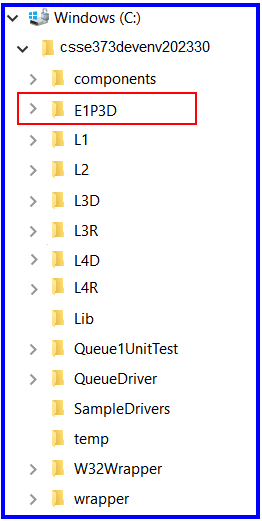 Windows (C:)
csse373devenv202330
components
E1P3D
L1
L2
L3D
L3R
L4D
L4R
Lib
Queue1UnitTest
QueueDriver
SampleDrivers
temp
W32Wrapper
wrapper